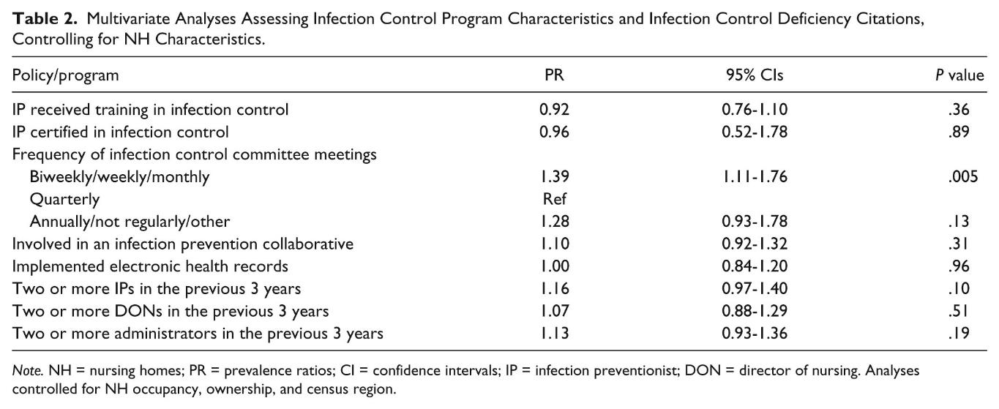 Table 2. Multivariate Analyses Assessing Infection Control Program Characteristics and Infection Control Deficiency Citations,
Controlling for NH Characteristics.
Policy/program PR 95% CIs P value
IP received training in infection control 0.92 0.76-1.10 .36
IP certified in infection control 0.96 0.52-1.78 .89
Frequency of infection control committee meetings
Biweekly/weekly/monthly 1.39 1.11-1.76 .005
Quarterly Ref
Annually/not regularly/other 1.28 0.93-1.78 .13
Involved in an infection prevention collaborative 1.10 0.92-1.32 .31
Implemented electronic health records 1.00 0.84-1.20 .96
Two or more IPs in the previous 3 years 1.16 0.97-1.40 .10
Two or more DONs in the previous 3 years 1.07 0.88-1.29 .51
Two or more administrators in the previous 3 years 1.13 0.93-1.36 .19
Note. NH = nursing homes; PR = prevalence ratios; CI = confidence intervals; IP = infection preventionist; DON = director of nursing. Analyses
controlled for NH occupancy, ownership, and census region.